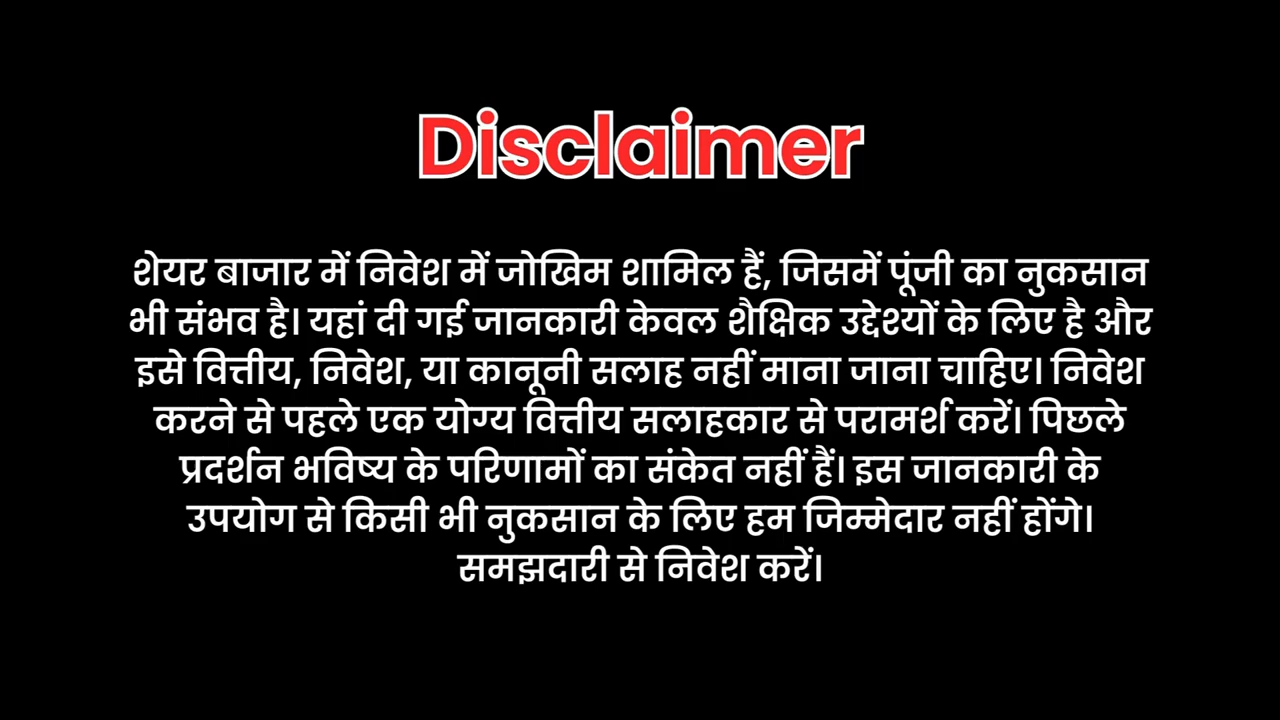 Disclaimer
शेयर बाजार में निवेश में जोखिम शामिल हैं, जिसमें पूंजी का नुकसान
भी संभव है। यहां दी गई जानकारी केवल शैक्षिक उद्देश्यों के लिए है और
इसे वित्तीय, निवेश, या कानूनी सलाह नहीं माना जाना चाहिए। निवेश
करने से पहले एक योग्य वित्तीय सलाहकार से परामर्श करें। पिछले
प्रदर्शन भविष्य के परिणामों का संकेत नहीं हैं। इस जानकारी के
उपयोग से किसी भी नुकसान के लिए हम जिम्मेदार नहीं होंगे।
समझदारी से निवेश करें।